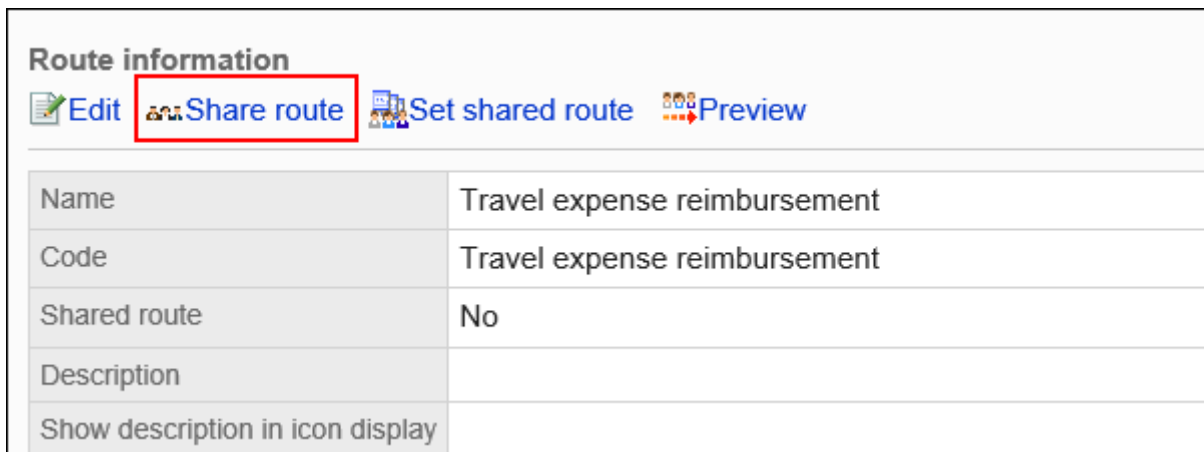 Route information
Edit Share route Set shared route Preview
Name Travel expense reimbursement
Code Travel expense reimbursement
Shared route No
Description
Show description in icon display